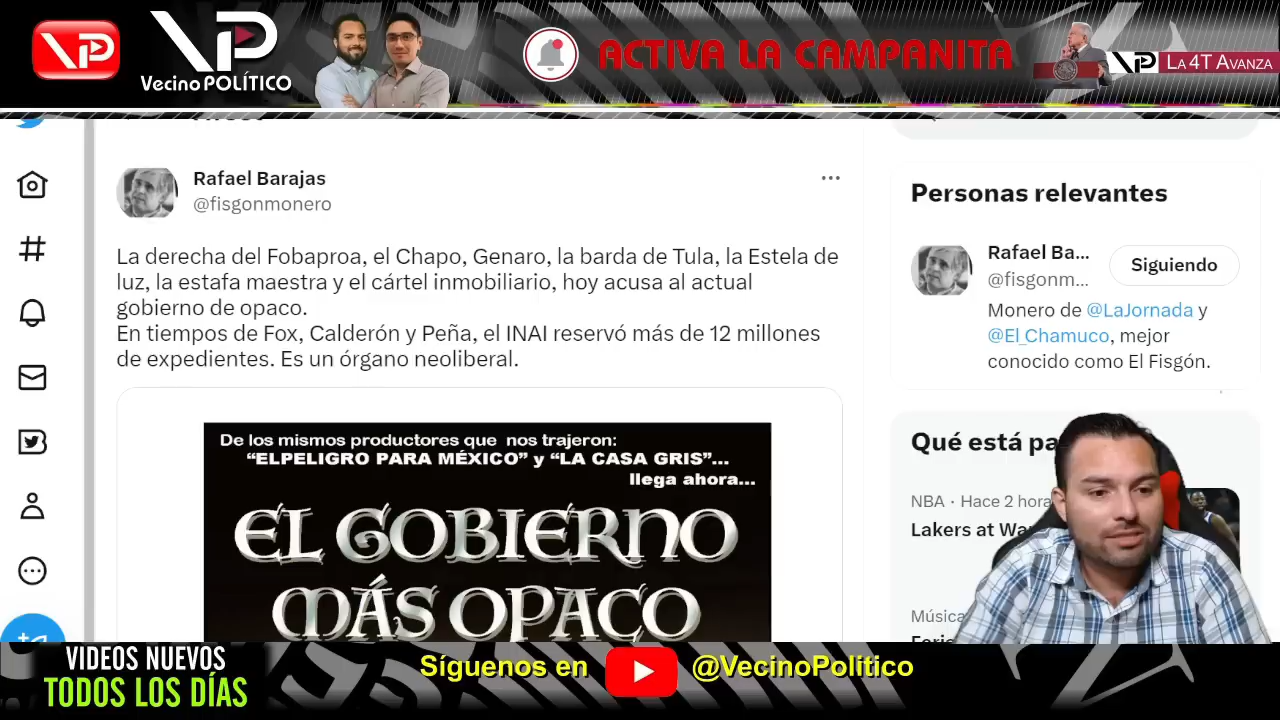 VP
VP
Vecino POLÍTICO
ACTIVA LA CAMPANITA
VP LA 4T AVANZA
Rafael Barajas
@fisgonmonero
La derecha del Fobaproa, el Chapo, Genaro, la barda de Tula, la Estela de
luz, la estafa maestra y el cártel inmobiliario, hoy acusa al actual
gobierno de opaco.
En tiempos de Fox, Calderón y Peña, el INAI reservó más de 12 millones
de expedientes. Es un órgano neoliberal.
De los mismos productores que nos trajeron:
“ELPELIGRO PARA MÉXICO” y “LA CASA GRIS”...
llega ahora...
EL GOBIERNO
MÁS OPACO
Personas relevantes
Rafael Ba...
@fisgonm...
Siguiendo
Monero de @LaJornada y
@El_Chamuco, mejor
conocido como El Fisgón.
Qué está pa
NBA · Hace 2 hora
Lakers at Wa
Música
VIDEOS NUEVOS
TODOS LOS DÍAS
Síguenos en @VecinoPolitico